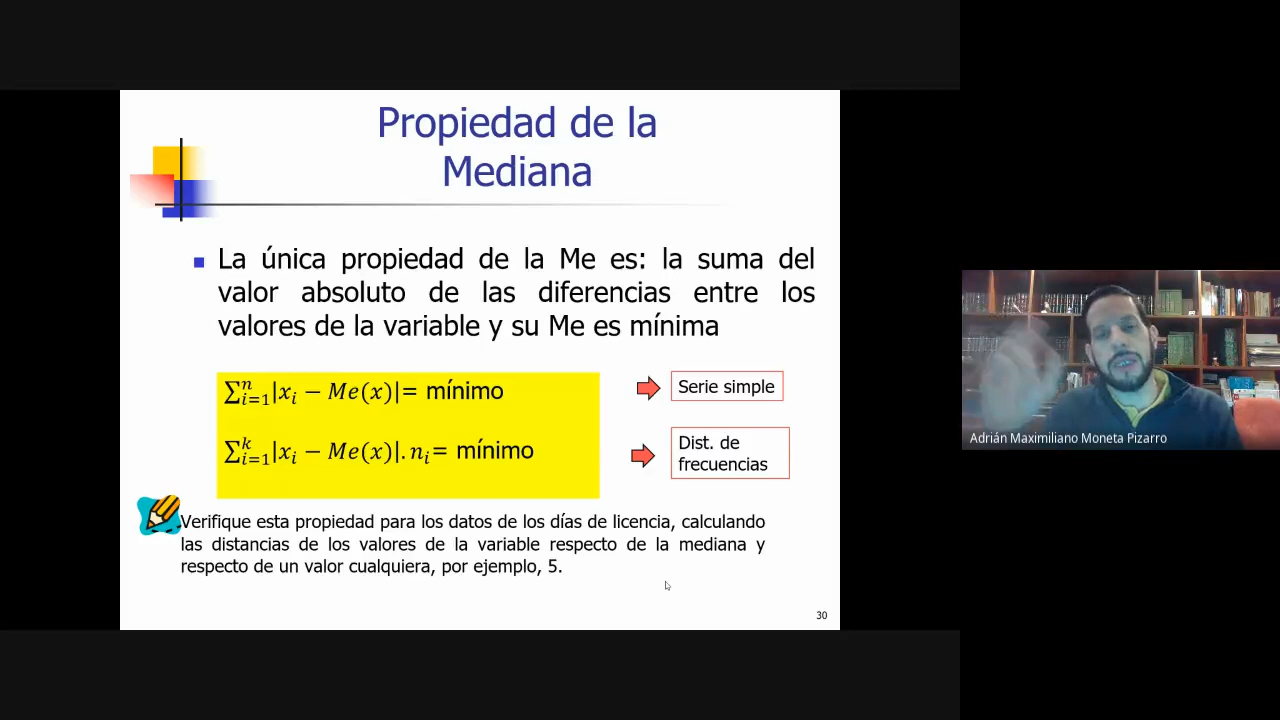 Propiedad de la
Mediana
La única propiedad de la Me es: la suma del
valor absoluto de las diferencias entre los
valores de la variable y su Me es mínima
∑ⁿᵢ₌₁|xᵢ − Me(x)|= mínimo
Serie simple
∑ᵏᵢ₌₁|xᵢ − Me(x)|.nᵢ= mínimo
Dist. de
frecuencias
Verifique esta propiedad para los datos de los días de licencia, calculando
las distancias de los valores de la variable respecto de la mediana y
respecto de un valor cualquiera, por ejemplo, 5.
30
Adrián Maximiliano Moneta Pizarro